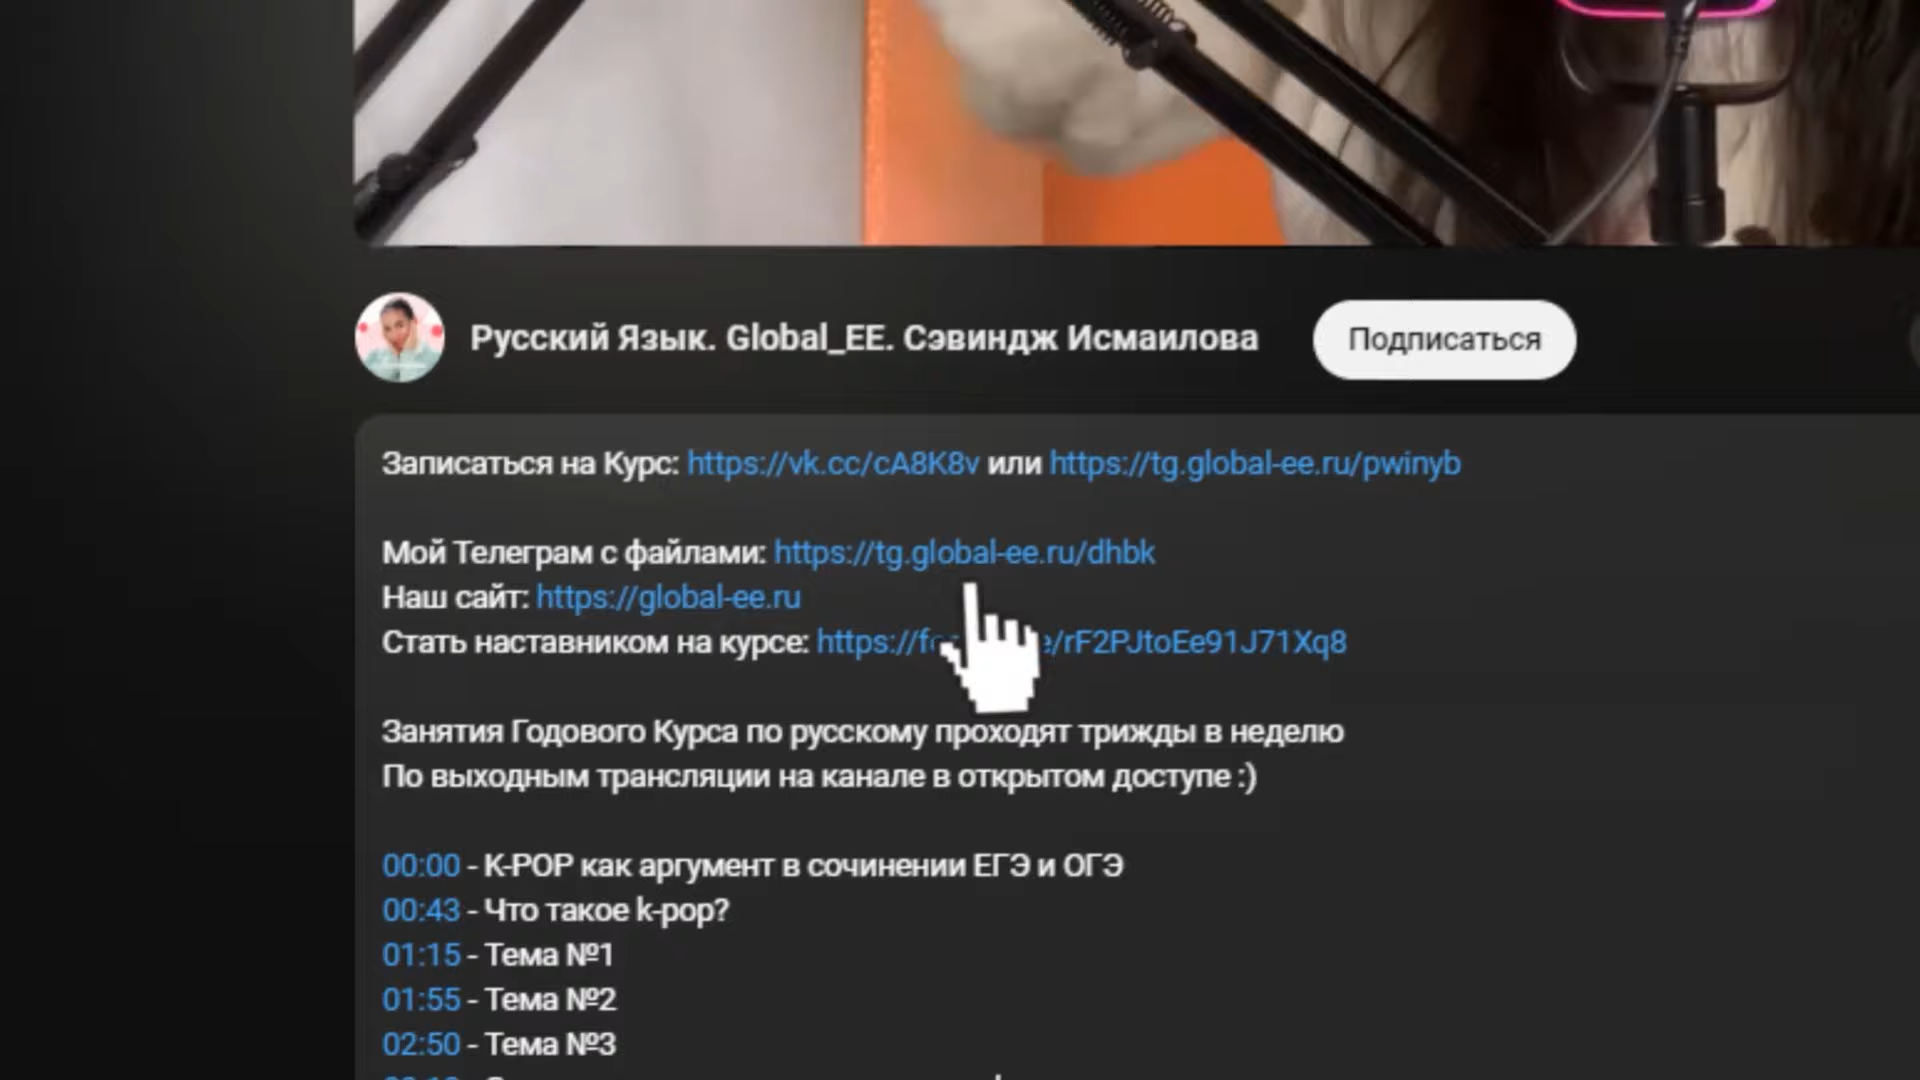 Русский Язык. Global_EE. Сэвиндж Исмаилова
Подписаться
Записаться на Курс: https://vk.cc/cA8K8v или https://tg.global-ee.ru/pwinyb
Мой Телеграм с файлами: https://tg.global-ee.ru/dhbk
Наш сайт: https://global-ee.ru
Стать наставником на курсе: https://fo e/rF2PJtoEe91J71Xq8
Занятия Годового Курса по русскому проходят трижды в неделю
По выходным трансляции на канале в открытом доступе :)
00:00 - K-POP как аргумент в сочинении ЕГЭ и ОГЭ
00:43 - Что такое k-pop?
01:15 - Тема №1
01:55 - Тема №2
02:50 - Тема №3